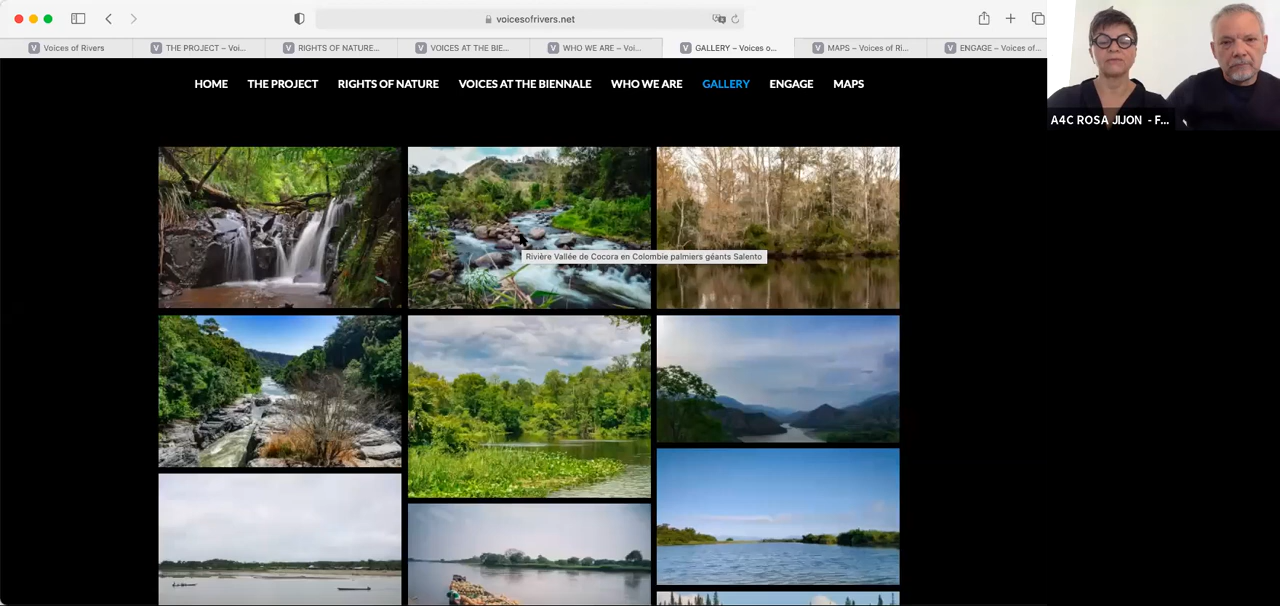 voicesofrivers.net
Voices of Rivers
THE PROJECT – Voi...
RIGHTS OF NATURE...
VOICES AT THE BIE...
WHO WE ARE – Voi...
GALLERY – Voices o...
MAPS – Voices of Ri...
ENGAGE – Voices of...
HOME THE PROJECT RIGHTS OF NATURE VOICES AT THE BIENNALE WHO WE ARE GALLERY ENGAGE MAPS
A4C ROSA JIJON - F...
Rivière Vallée de Cocora en Colombie palmiers géants Salento